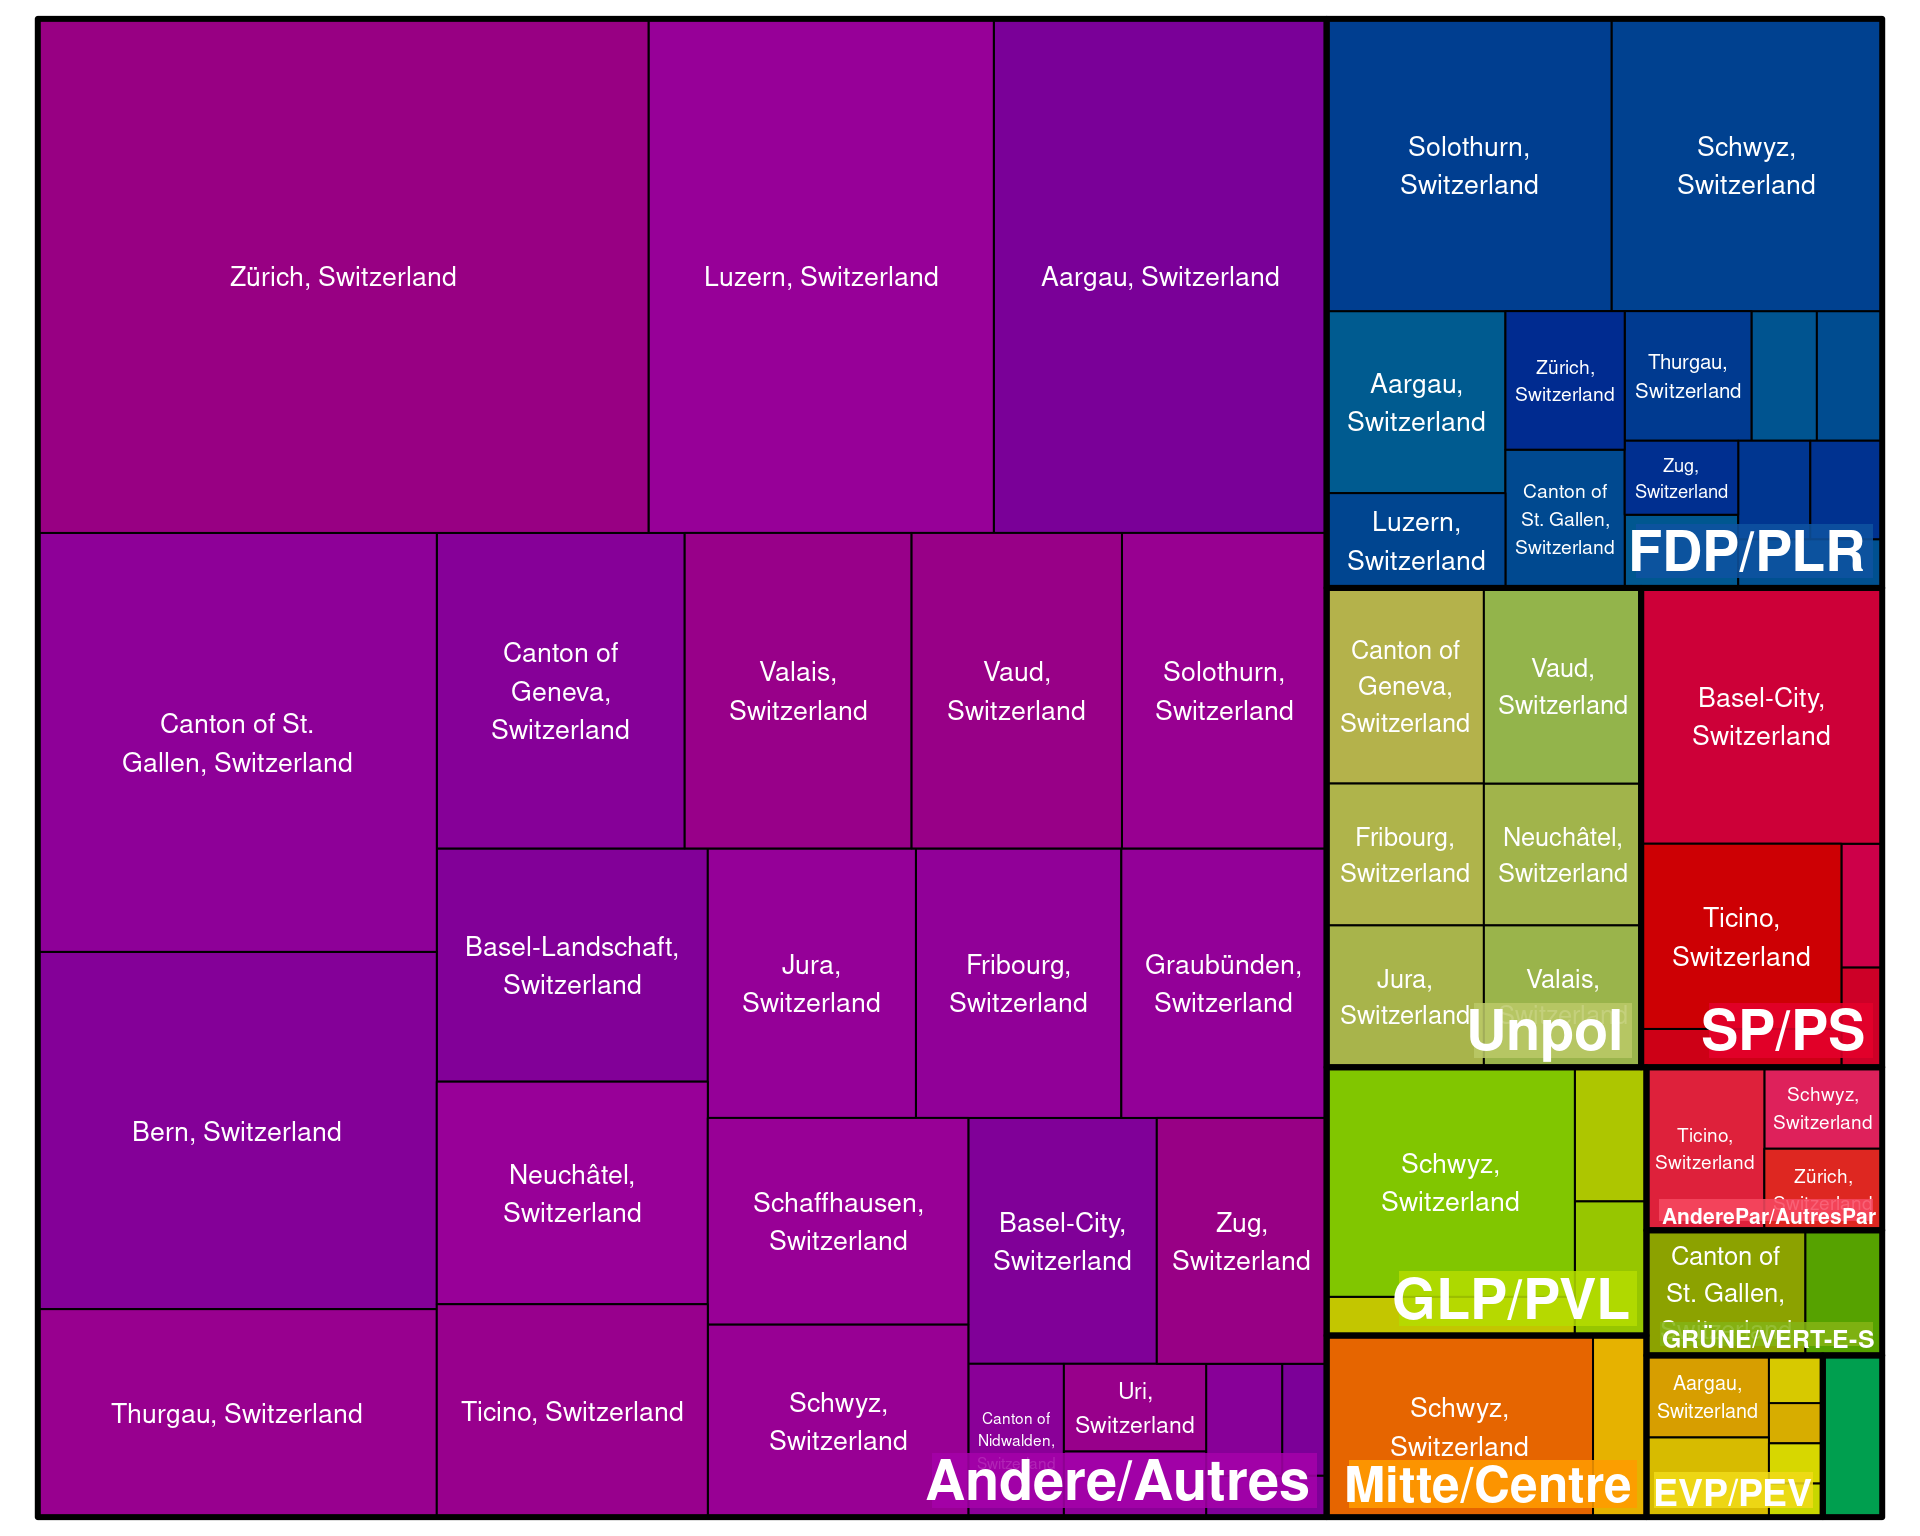 Zürich, Switzerland
Luzern, Switzerland
Aargau, Switzerland
Canton of St.
Gallen, Switzerland
Canton of
Geneva,
Switzerland
Valais,
Switzerland
Vaud,
Switzerland
Solothurn,
Switzerland
Bern, Switzerland
Basel-Landschaft,
Switzerland
Jura,
Switzerland
Fribourg,
Switzerland
Graubünden,
Switzerland
Neuchâtel,
Switzerland
Schaffhausen,
Switzerland
Basel-City,
Switzerland
Zug,
Switzerland
Thurgau, Switzerland
Ticino, Switzerland
Schwyz,
Switzerland
Canton of
Nidwalden,
Switzerland
Uri,
Switzerland
Andere/Autres
Solothurn,
Switzerland
Schwyz,
Switzerland
Aargau,
Switzerland
Zürich,
Switzerland
Thurgau,
Switzerland
Luzern,
Switzerland
Canton of
St. Gallen,
Switzerland
Zug,
Switzerland
FDP/PLR
Canton of
Geneva,
Switzerland
Vaud,
Switzerland
Fribourg,
Switzerland
Neuchâtel,
Switzerland
Jura,
Switzerland
Valais,
Switzerland
Unpol
Basel-City,
Switzerland
Ticino,
Switzerland
SP/PS
Schwyz,
Switzerland
GLP/PVL
Ticino,
Switzerland
Schwyz,
Switzerland
Zürich,
Switzerland
AnderePar/AutresPar
Canton of
St. Gallen,
Switzerland
GRÜNE/VERT-E-S
Schwyz,
Switzerland
Mitte/Centre
Aargau,
Switzerland
EVP/PEV